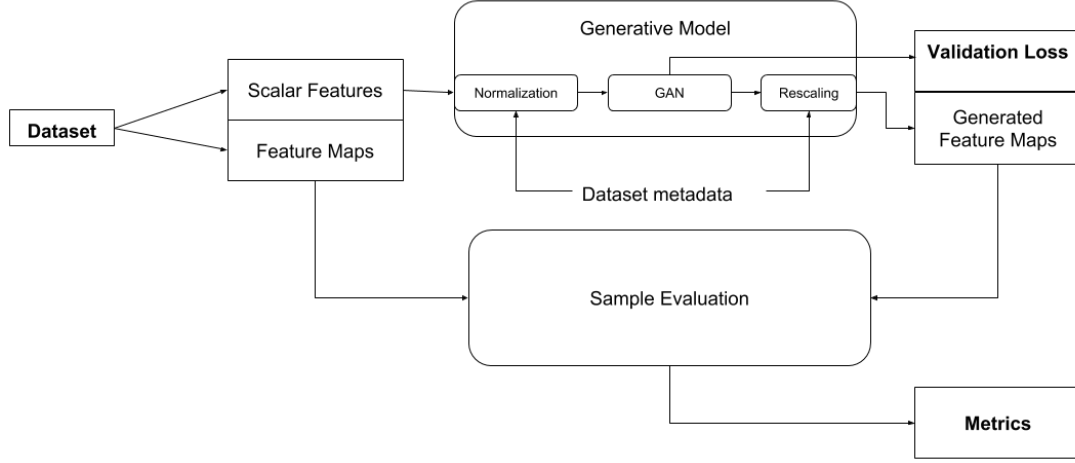 Generative Model
Validation Loss
Scalar Features
Normalization
GAN
Rescaling
Dataset
Feature Maps
Generated
Feature Maps
Dataset metadata
Sample Evaluation
Metrics